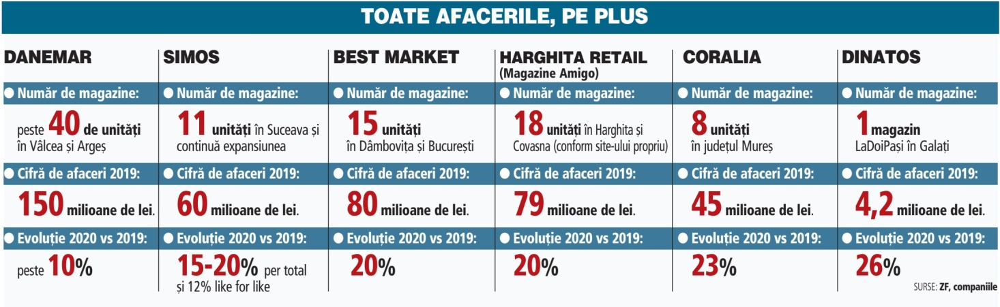 TOATE AFACERILE, PE PLUS
DANEMAR
● Număr de magazine:
peste 40 de unități
în Vâlcea și Argeș
● Cifră de afaceri 2019:
150 milioane de lei.
● Evoluție 2020 vs 2019:
peste 10%
SIMOS
● Număr de magazine:
11 unități în Suceava și
continuă expansiunea
● Cifră de afaceri 2019:
60 milioane de lei.
● Evoluție 2020 vs 2019:
15-20% per total
și 12% like for like
BEST MARKET
● Număr de magazine:
15 unități
în Dâmbovița și București
● Cifră de afaceri 2019:
80 milioane de lei.
● Evoluție 2020 vs 2019:
20%
HARGHITA RETAIL
(Magazine Amigo)
● Număr de magazine:
18 unități în Harghita și
Covasna (conform site-ului propriu)
● Cifră de afaceri 2019:
79 milioane de lei.
● Evoluție 2020 vs 2019:
20%
CORALIA
● Număr de magazine:
8 unități
în județul Mureș
● Cifră de afaceri 2019:
45 milioane de lei.
● Evoluție 2020 vs 2019:
23%
DINATOS
● Număr de magazine:
1 magazin
LaDoiPași în Galați
● Cifră de afaceri 2019:
4,2 milioane de lei.
● Evoluție 2020 vs 2019:
26%
SURSE: ZF, companiile